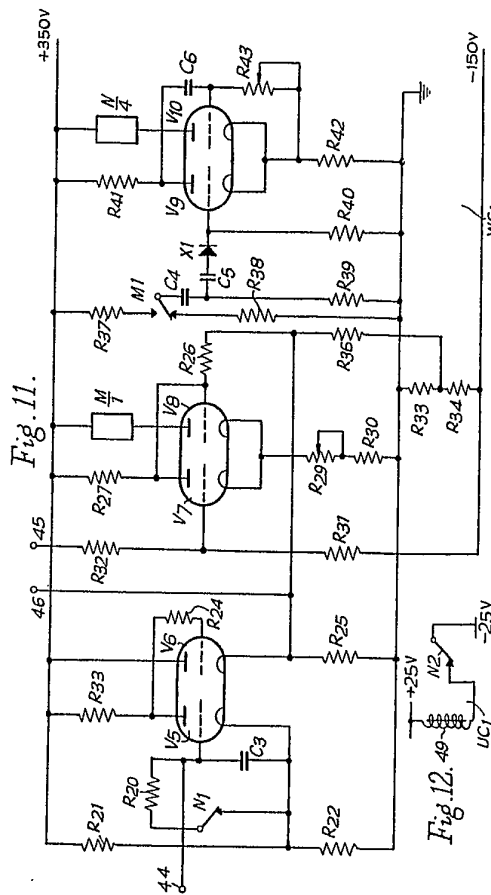 Fig. 11.
+350V
44
R21
R20
N1
R22
V5
C3
R33
V6
R24
R25
46
45
R32
R31
R27
M/1
V7
V8
R26
R29
R30
R36
R33
R34
R37
M1
C4
C5
R38
R39
X1
R40
R41
N/4
V9
V10
C6
R43
R42
-150V
Fig. 12.
+25V
49
UC1
N2
-25V